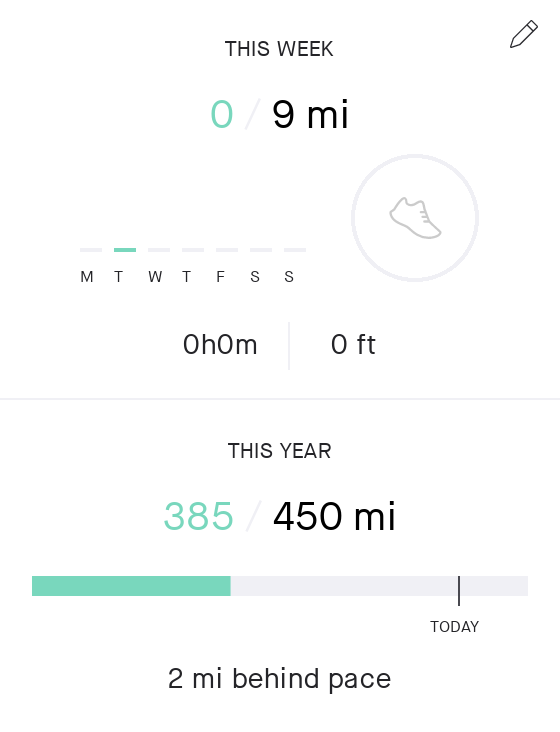 THIS WEEK
0 / 9 mi
M T W T F S S
0h0m 0 ft
THIS YEAR
385 / 450 mi
TODAY
2 mi behind pace